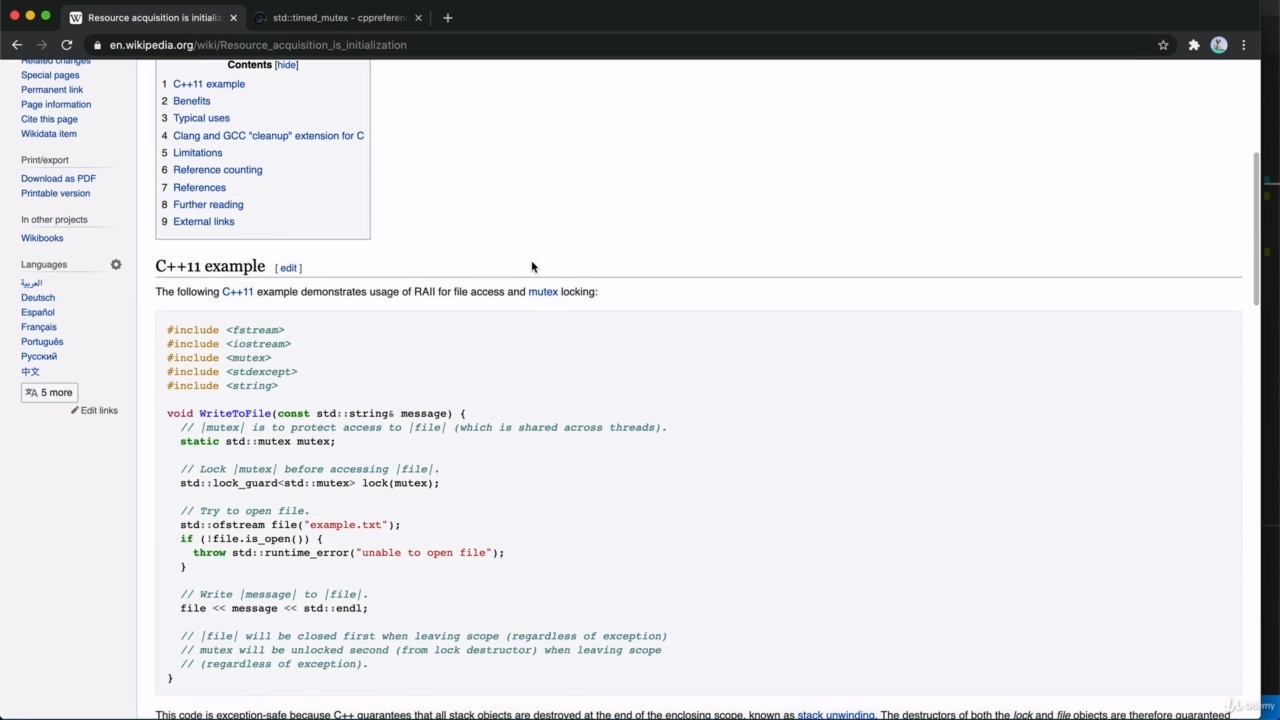 Resource acquisition is initializ
std::timed_mutex - cppreferen
en.wikipedia.org/wiki/Resource_acquisition_is_initialization
Related changes
Special pages
Permanent link
Page information
Cite this page
Wikidata item
Print/export
Download as PDF
Printable version
In other projects
Wikibooks
Languages
العربية
Deutsch
Español
Français
Português
Русский
中文
5 more
Edit links
Contents [hide]
1 C++11 example
2 Benefits
3 Typical uses
4 Clang and GCC "cleanup" extension for C
5 Limitations
6 Reference counting
7 References
8 Further reading
9 External links
C++11 example [ edit ]
The following C++11 example demonstrates usage of RAII for file access and mutex locking:
#include <fstream>
#include <iostream>
#include <mutex>
#include <stdexcept>
#include <string>
void WriteToFile(const std::string& message) {
// |mutex| is to protect access to |file| (which is shared across threads).
static std::mutex mutex;
// Lock |mutex| before accessing |file|.
std::lock_guard<std::mutex> lock(mutex);
// Try to open file.
std::ofstream file("example.txt");
if (!file.is_open()) {
throw std::runtime_error("unable to open file");
}
// Write |message| to |file|.
file << message << std::endl;
// |file| will be closed first when leaving scope (regardless of exception)
// mutex will be unlocked second (from lock destructor) when leaving scope
// (regardless of exception).
}
This code is exception-safe because C++ guarantees that all stack objects are destroyed at the end of the enclosing scope, known as stack unwinding. The destructors of both the lock and file objects are therefore guaranteed
Udemy